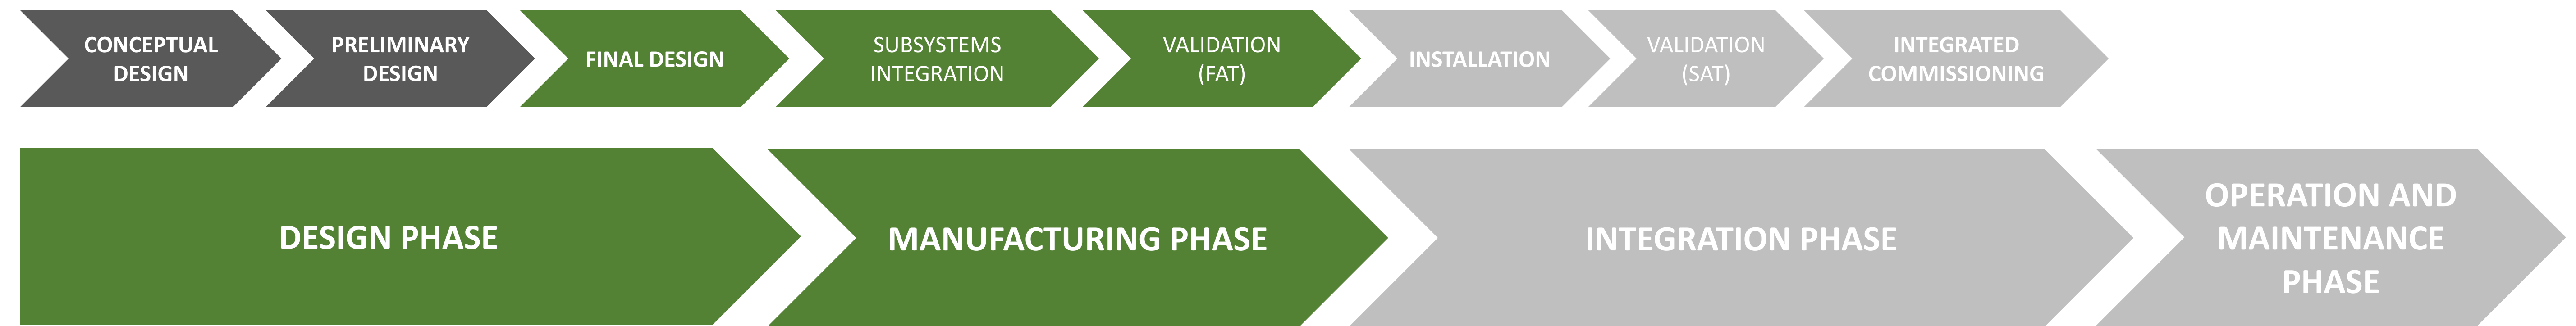 CONCEPTUAL
DESIGN
PRELIMINARY
DESIGN
FINAL DESIGN
SUBSYSTEMS
INTEGRATION
VALIDATION
(FAT)
INSTALLATION
VALIDATION
(SAT)
INTEGRATED
COMMISSIONING
DESIGN PHASE
MANUFACTURING PHASE
INTEGRATION PHASE
OPERATION AND
MAINTENANCE
PHASE